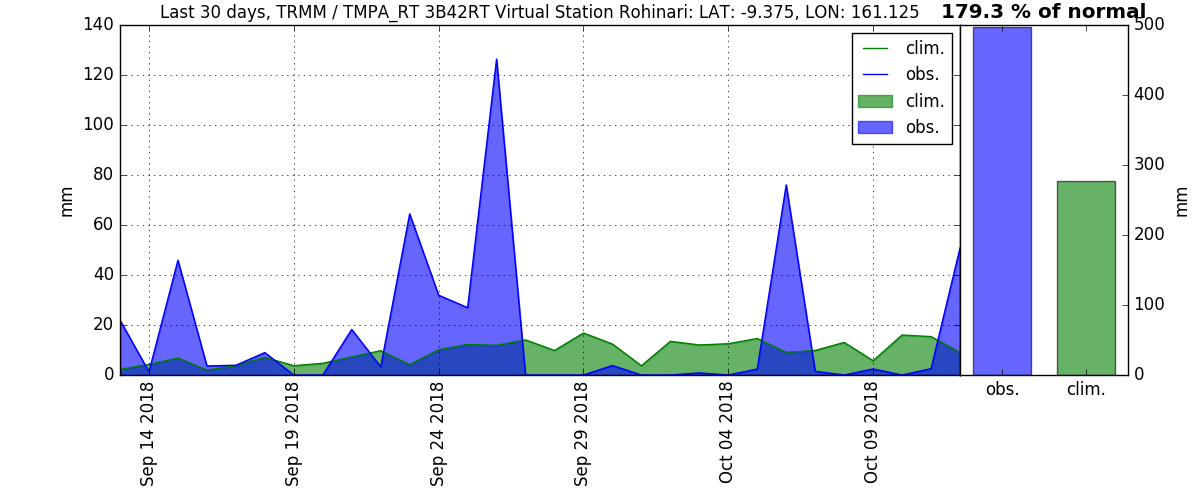 Last 30 days, TRMM / TMPA_RT 3B42RT Virtual Station Rohinari: LAT: -9.375, LON: 161.125
179.3 % of normal
140
120
100
80
60
40
20
0
mm
clim.
obs.
clim.
obs.
500
400
300
200
100
0
mm
Sep 14 2018
Sep 19 2018
Sep 24 2018
Sep 29 2018
Oct 04 2018
Oct 09 2018
obs.
clim.